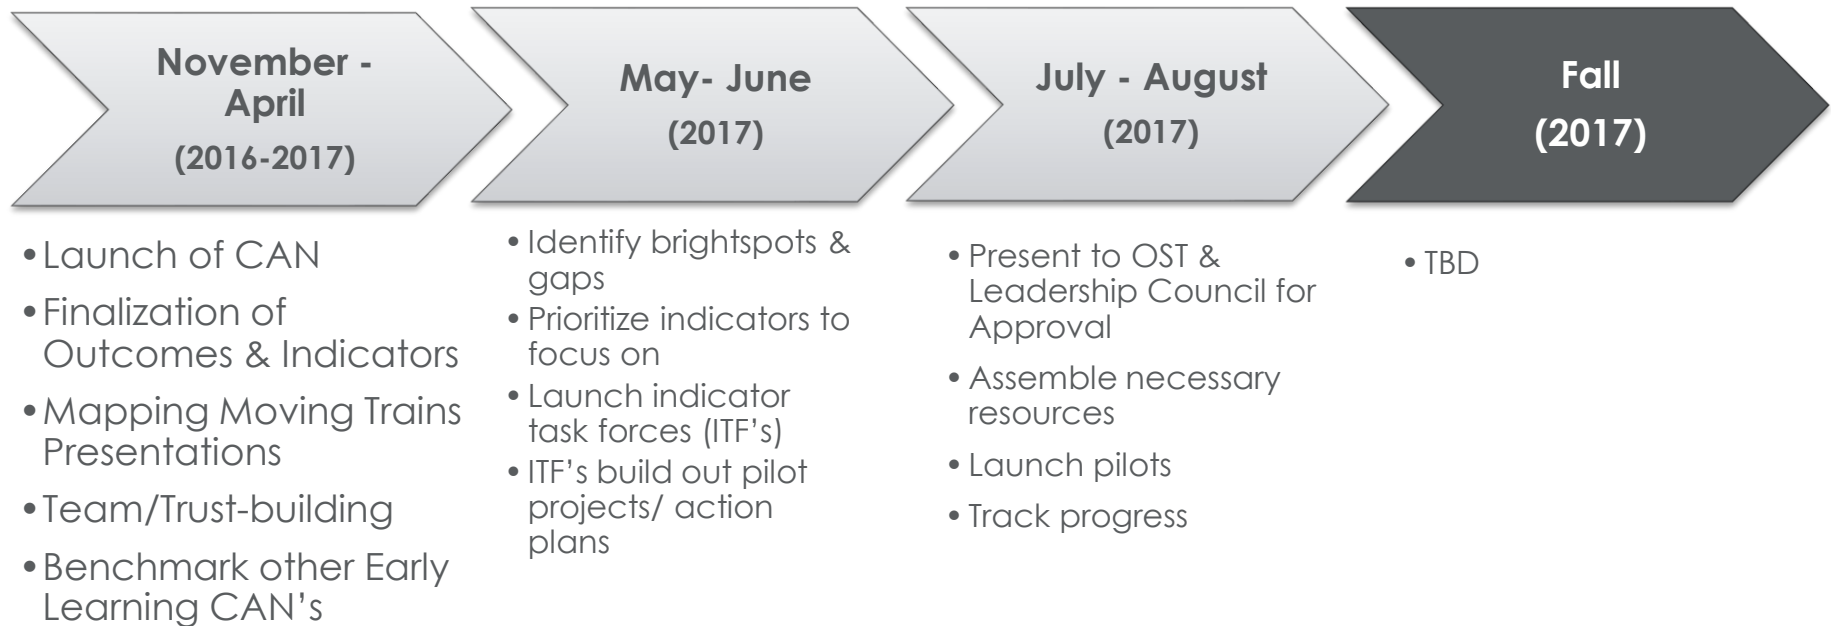 November -
April
(2016-2017)
•Launch of CAN
•Finalization of
Outcomes & Indicators
•Mapping Moving Trains
Presentations
•Team/Trust-building
•Benchmark other Early
Learning CAN's
May- June
(2017)
•Identify brightspots &
gaps
•Prioritize indicators to
focus on
•Launch indicator
task forces (ITF's)
•ITF's build out pilot
projects/ action
plans
July - August
(2017)
•Present to OST &
Leadership Council for
Approval
•Assemble necessary
resources
•Launch pilots
•Track progress
Fall
(2017)
•TBD